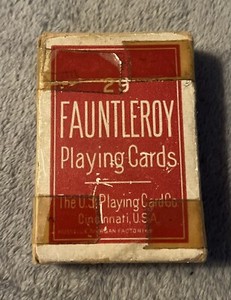 29
FAUNTLEROY
Playing Cards
The U.S. Playing Card Co.
Cincinnati, U.S.A.